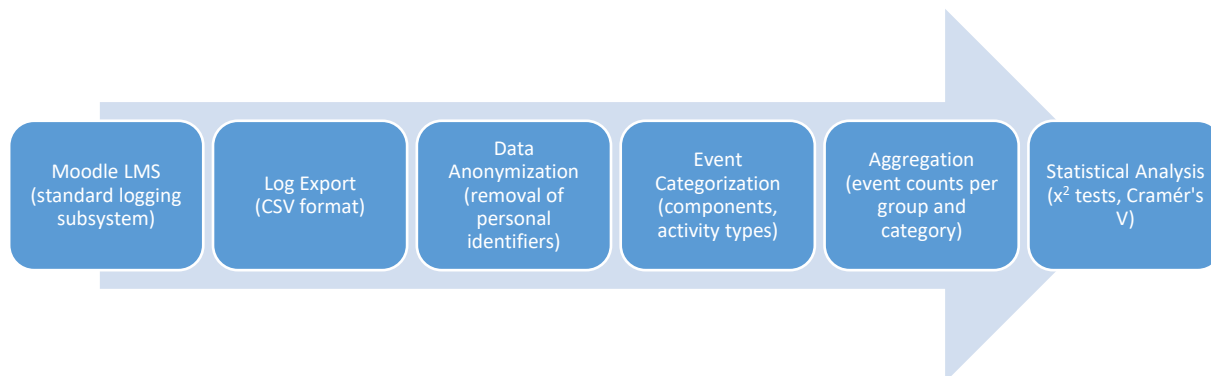 Moodle LMS
(standard logging
subsystem)
Log Export
(CSV format)
Data
Anonymization
(removal of
personal
identifiers)
Event
Categorization
(components,
activity types)
Aggregation
(event counts per
group and
category)
Statistical Analysis
(x² tests, Cramér's
V)